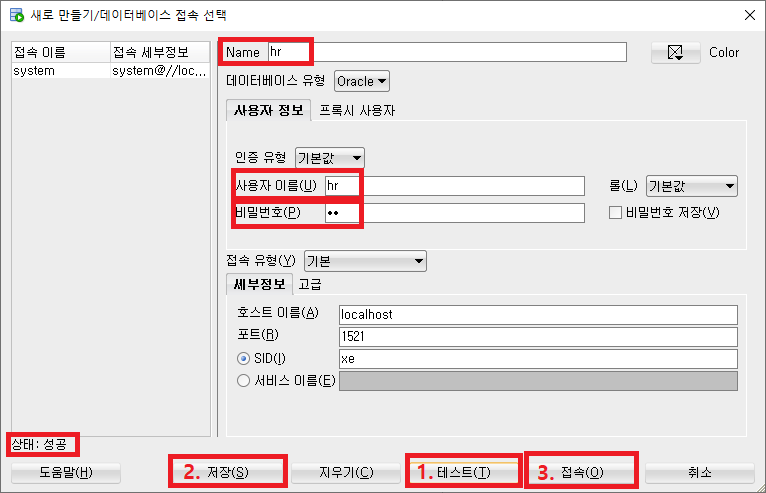 새로 만들기/데이터베이스 접속 선택
접속 이름 접속 세부정보
system system@//loc...
Name hr
Color
데이터베이스 유형 Oracle
사용자 정보 프록시 사용자
인증 유형 기본값
사용자 이름(U) hr
롤(L) 기본값
비밀번호(P) ••
비밀번호 저장(V)
접속 유형(Y) 기본
세부정보 고급
호스트 이름(A) localhost
포트(R) 1521
SID(I) xe
서비스 이름(E)
상태: 성공
도움말(H) 2. 저장(S) 지우기(C) 1. 테스트(T) 3. 접속(O) 취소